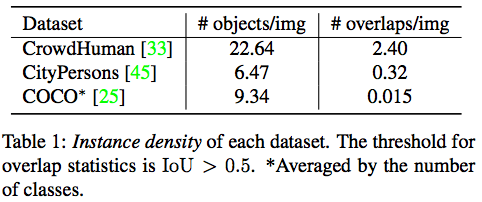 Dataset # objects/img # overlaps/img
CrowdHuman [33] 22.64 2.40
CityPersons [45] 6.47 0.32
COCO* [25] 9.34 0.015
Table 1: Instance density of each dataset. The threshold for
overlap statistics is IoU > 0.5. *Averaged by the number
of classes.